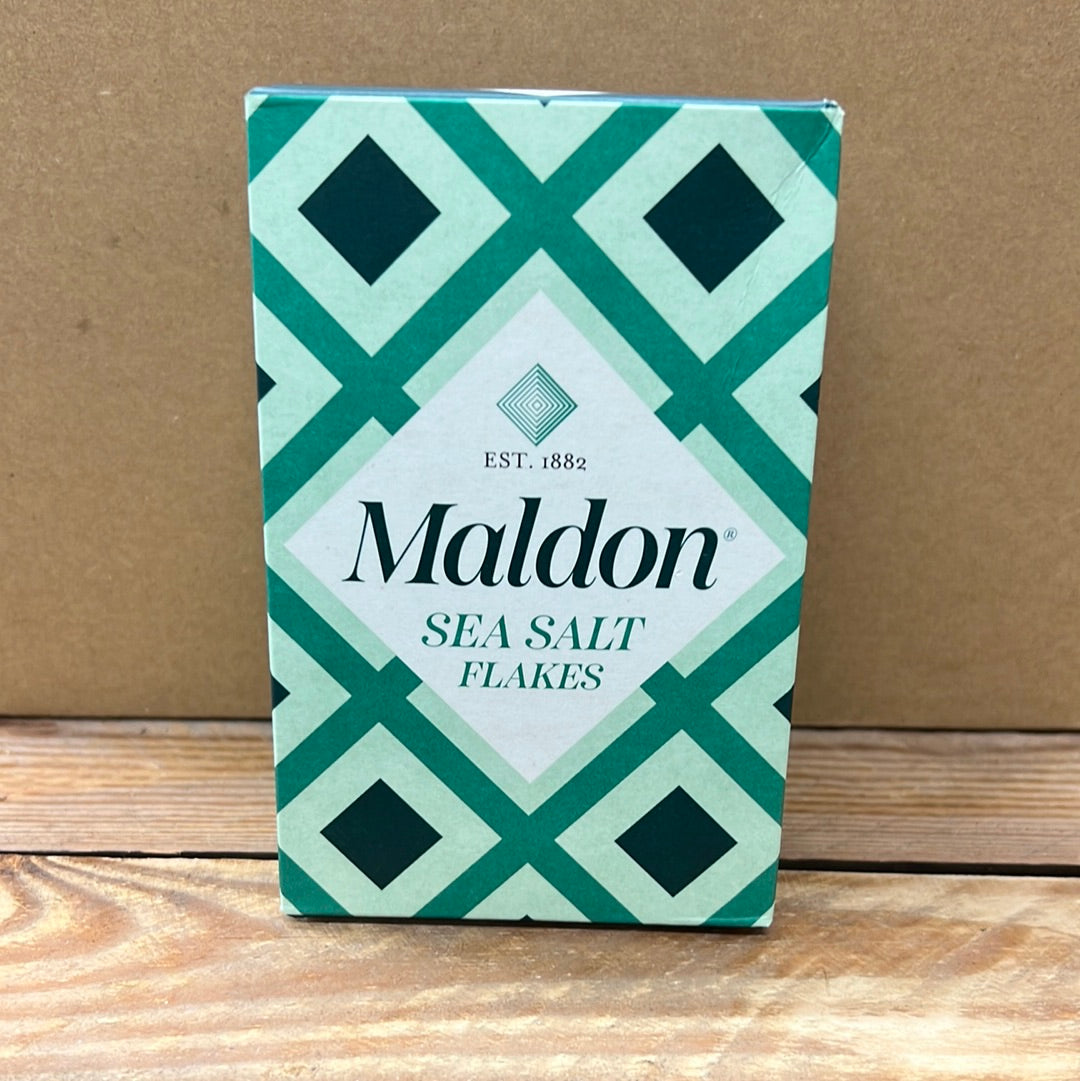 EST. 1882
Maldon®
SEA SALT
FLAKES